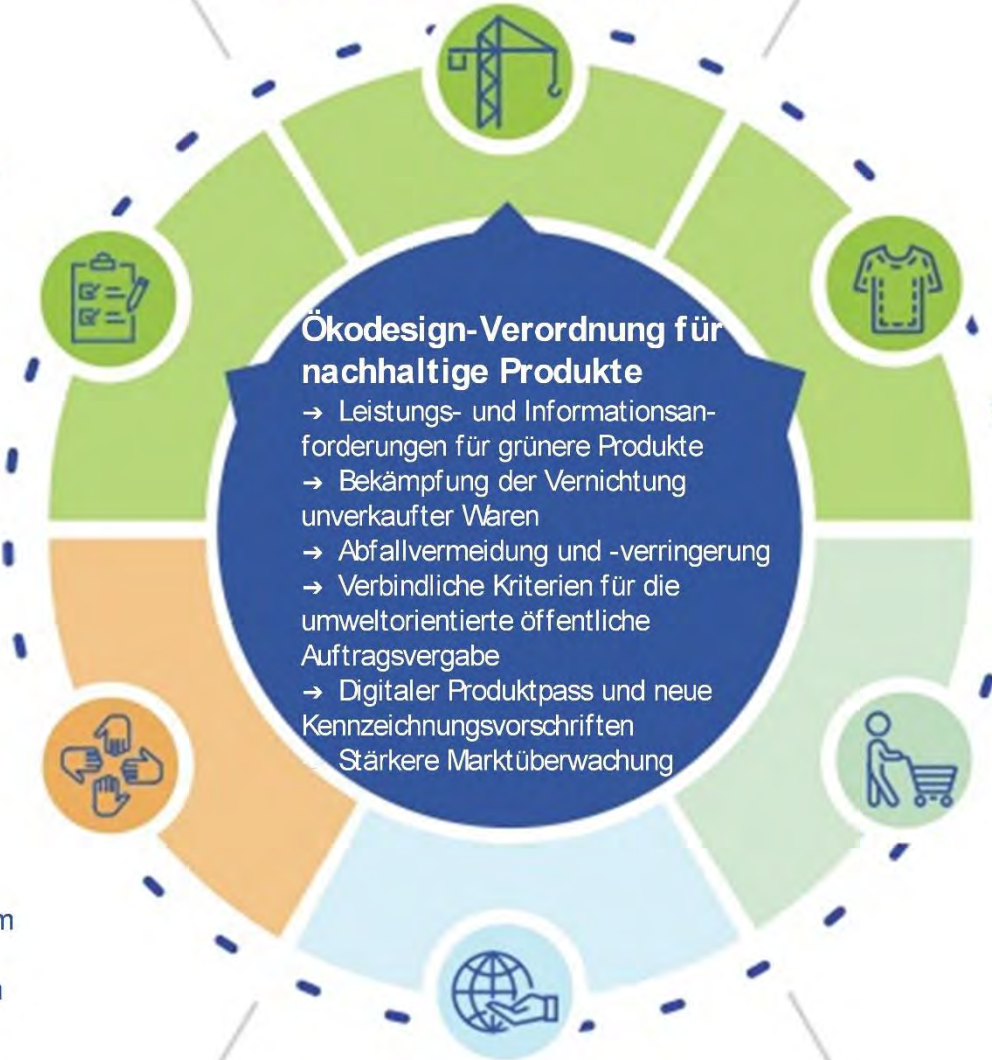 Ökodesign-Verordnung für
nachhaltige Produkte
→ Leistungs- und Informationsan-
forderungen für grünere Produkte
→ Bekämpfung der Vernichtung
unverkaufter Waren
→ Abfallvermeidung und -verringerung
→ Verbindliche Kriterien für die
umweltorientierte öffentliche
Auftragsvergabe
→ Digitaler Produktpass und neue
Kennzeichnungsvorschriften
Stärkere Marktüberwachung
m